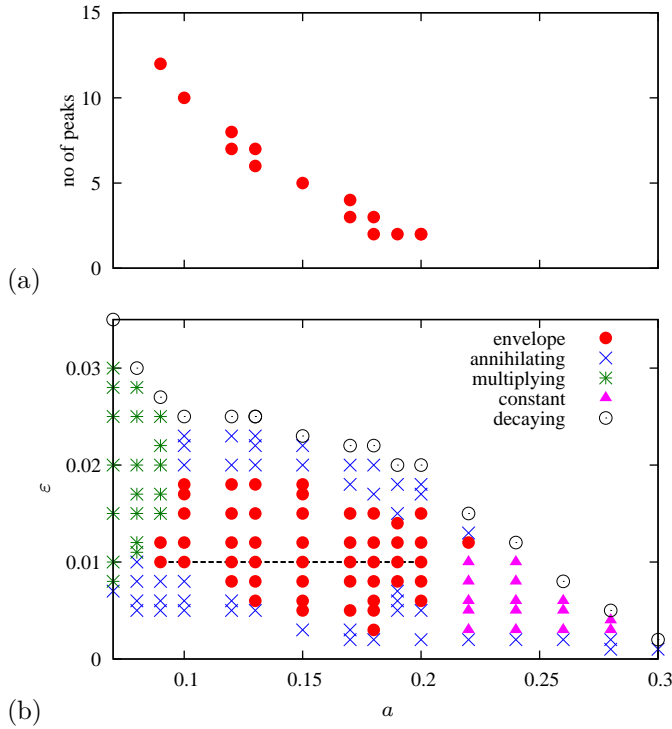 15
10
5
0
no of peaks
(a)
0.03
0.02
0.01
0
ε
envelope
annihilating
multiplying
constant
decaying
0.1 0.15 0.2 0.25 0.3
a
(b)